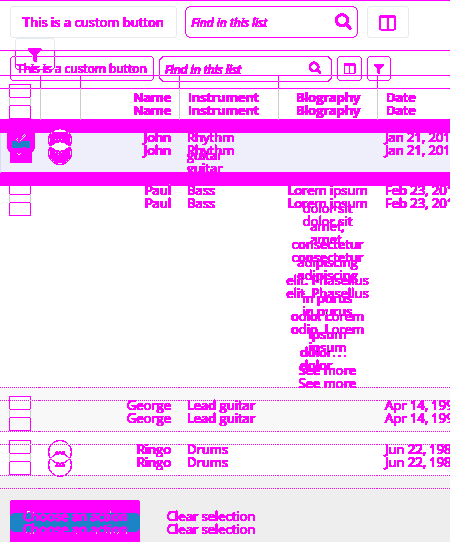 This is a custom button Find in this list
This is a custom button Find in this list
Name Instrument Biography Date
Name Instrument Biography Date
John Rhythm Jan 21, 201
John Rhythm Jan 21, 201
guitar
guitar
Paul Bass Lorem ipsum Feb 23, 20
Paul Bass Lorem ipsum Feb 23, 20
dolor sit
dolor sit
amet,
amet,
consectetur
consectetur
adipiscing
adipiscing
elit. Phasellus
elit. Phasellus
in purus
in purus
odio. Lorem
odio. Lorem
ipsum
ipsum
dolor...
dolor...
See more
See more
George Lead guitar Apr 14, 199
George Lead guitar Apr 14, 199
Ringo Drums Jun 22, 198
Ringo Drums Jun 22, 198
Clear selection
Clear selection